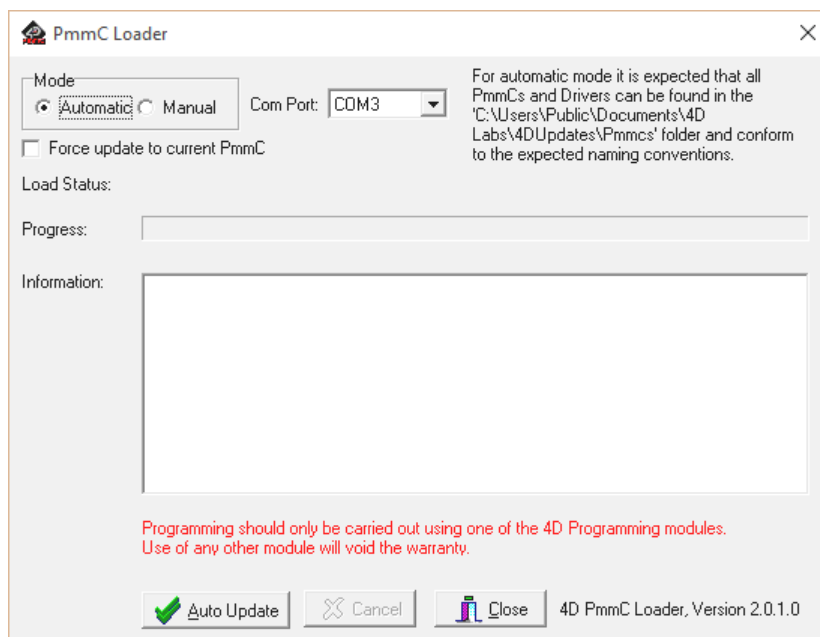 PmmC Loader
Mode
Automatic
Manual
Com Port:
COM3
For automatic mode it is expected that all
PmmCs and Drivers can be found in the
'C:\Users\Public\Documents\4D
Labs\4DUpdates\Pmmcs' folder and conform
to the expected naming conventions.
Force update to current PmmC
Load Status:
Progress:
Information:
Programming should only be carried out using one of the 4D Programming modules.
Use of any other module will void the warranty.
Auto Update
Cancel
Close
4D PmmC Loader, Version 2.0.1.0